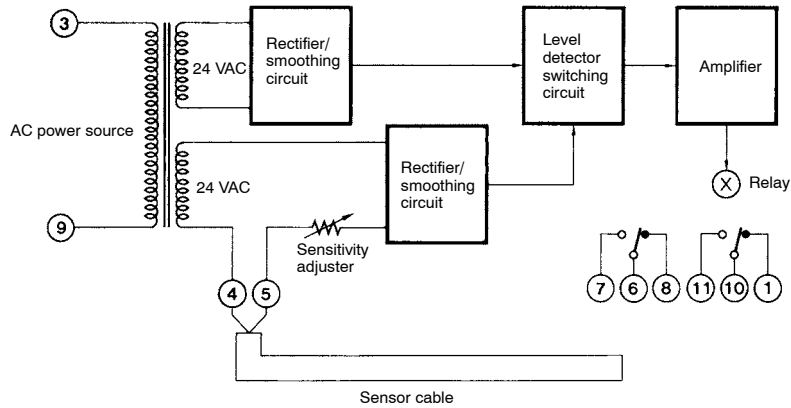 3
Rectifier/
smoothing
circuit
24 VAC
Level
detector
switching
circuit
Amplifier
AC power source
Rectifier/
smoothing
circuit
24 VAC
X
Relay
9
Sensitivity
adjuster
4
5
7
6
8
11
10
1
Sensor cable